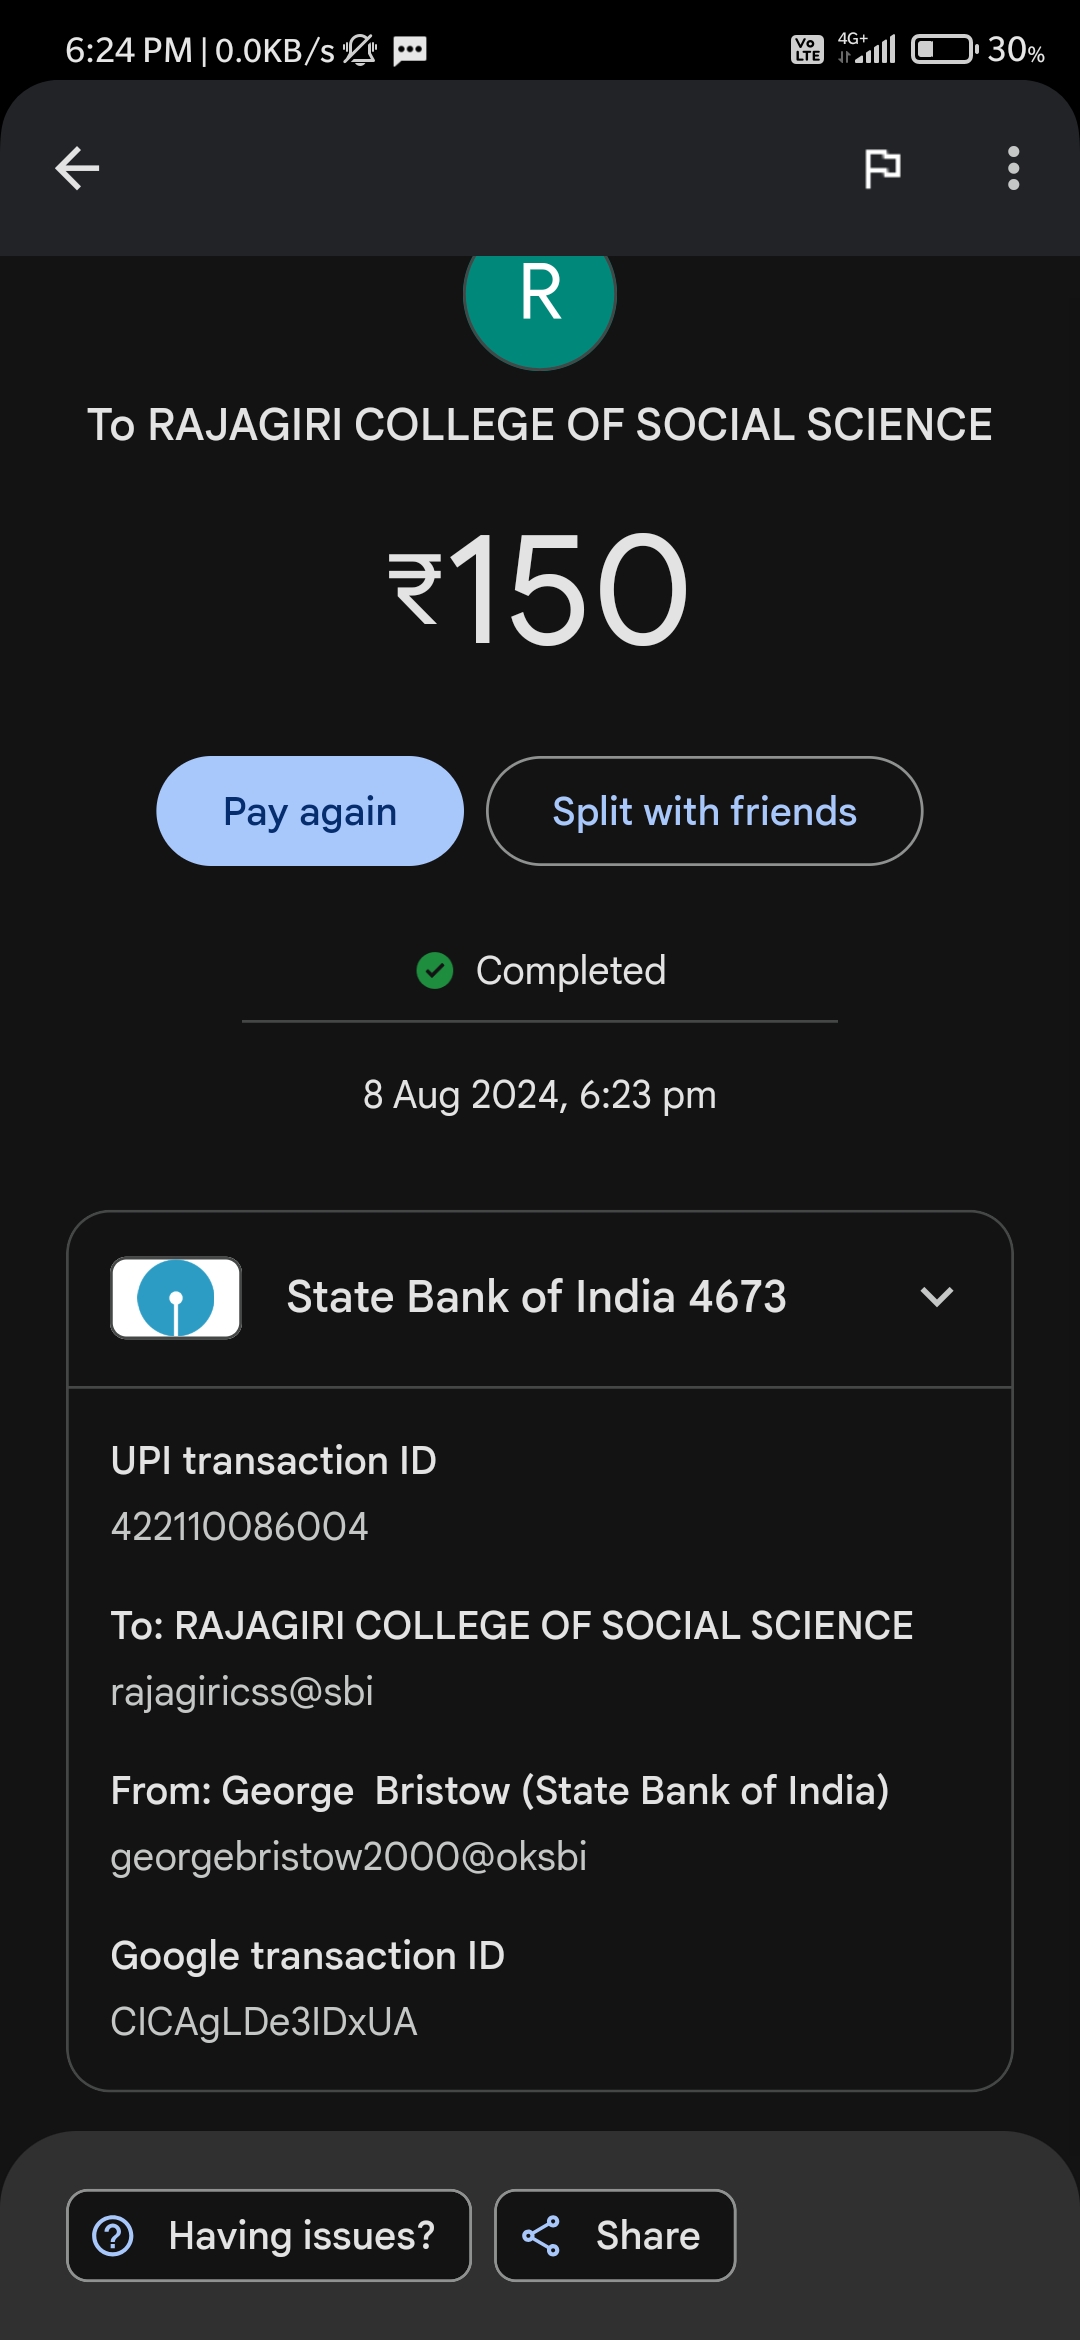 6:24 PM | 0.0KB/s Vo LTE 4G+ 30%
R
To RAJAGIRI COLLEGE OF SOCIAL SCIENCE
₹150
Pay again Split with friends
Completed
8 Aug 2024, 6:23 pm
State Bank of India 4673
UPI transaction ID
422110086004
To: RAJAGIRI COLLEGE OF SOCIAL SCIENCE
rajagiricss@sbi
From: George  Bristow (State Bank of India)
georgebristow2000@oksbi
Google transaction ID
CICAgLDe3IDxUA
Having issues? Share